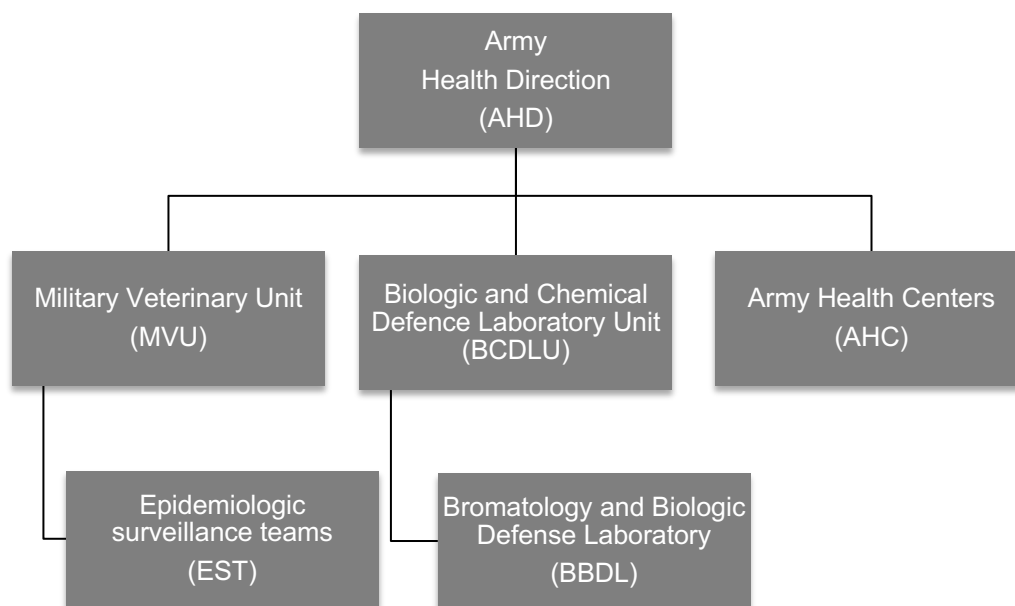 Army
Health Direction
(AHD)
Military Veterinary Unit
(MVU)
Biologic and Chemical
Defence Laboratory Unit
(BCDLU)
Army Health Centers
(AHC)
Epidemiologic
surveillance teams
(EST)
Bromatology and Biologic
Defense Laboratory
(BBDL)